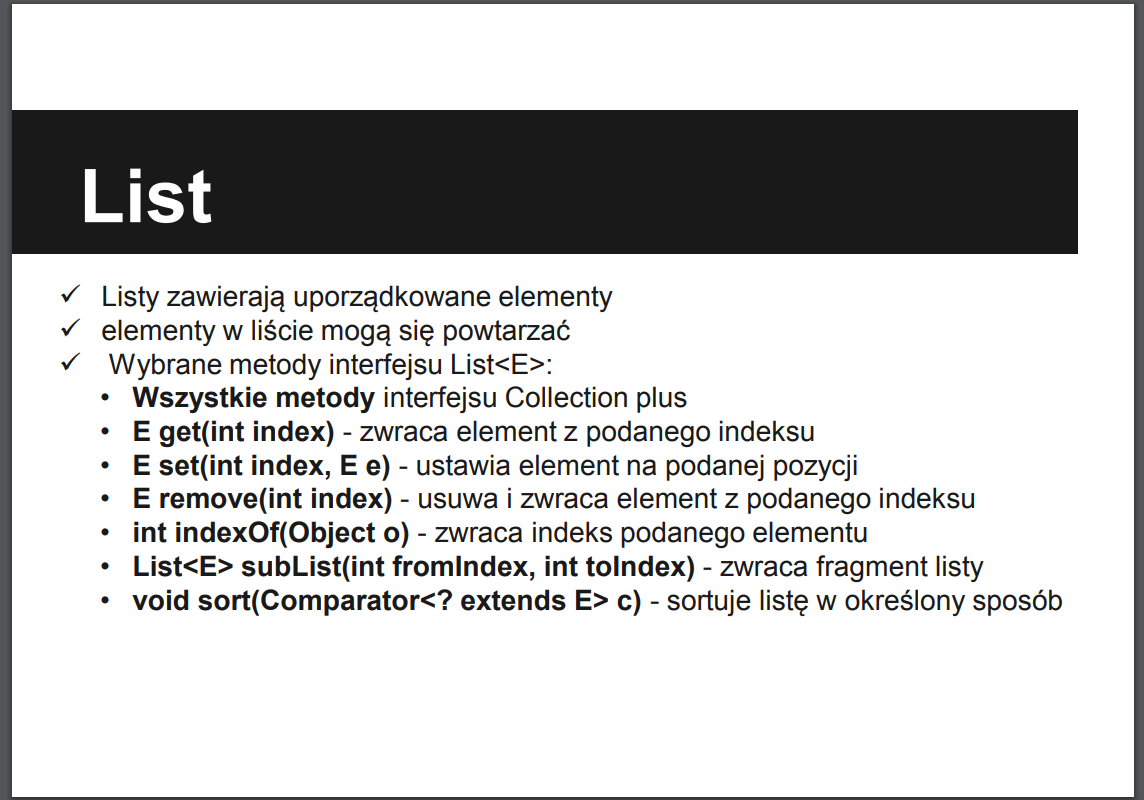 List
✓ Listy zawierają uporządkowane elementy
✓ elementy w liście mogą się powtarzać
✓ Wybrane metody interfejsu List<E>:
• Wszystkie metody interfejsu Collection plus
• E get(int index) - zwraca element z podanego indeksu
• E set(int index, E e) - ustawia element na podanej pozycji
• E remove(int index) - usuwa i zwraca element z podanego indeksu
• int indexOf(Object o) - zwraca indeks podanego elementu
• List<E> subList(int fromIndex, int toIndex) - zwraca fragment listy
• void sort(Comparator<? extends E> c) - sortuje listę w określony sposób